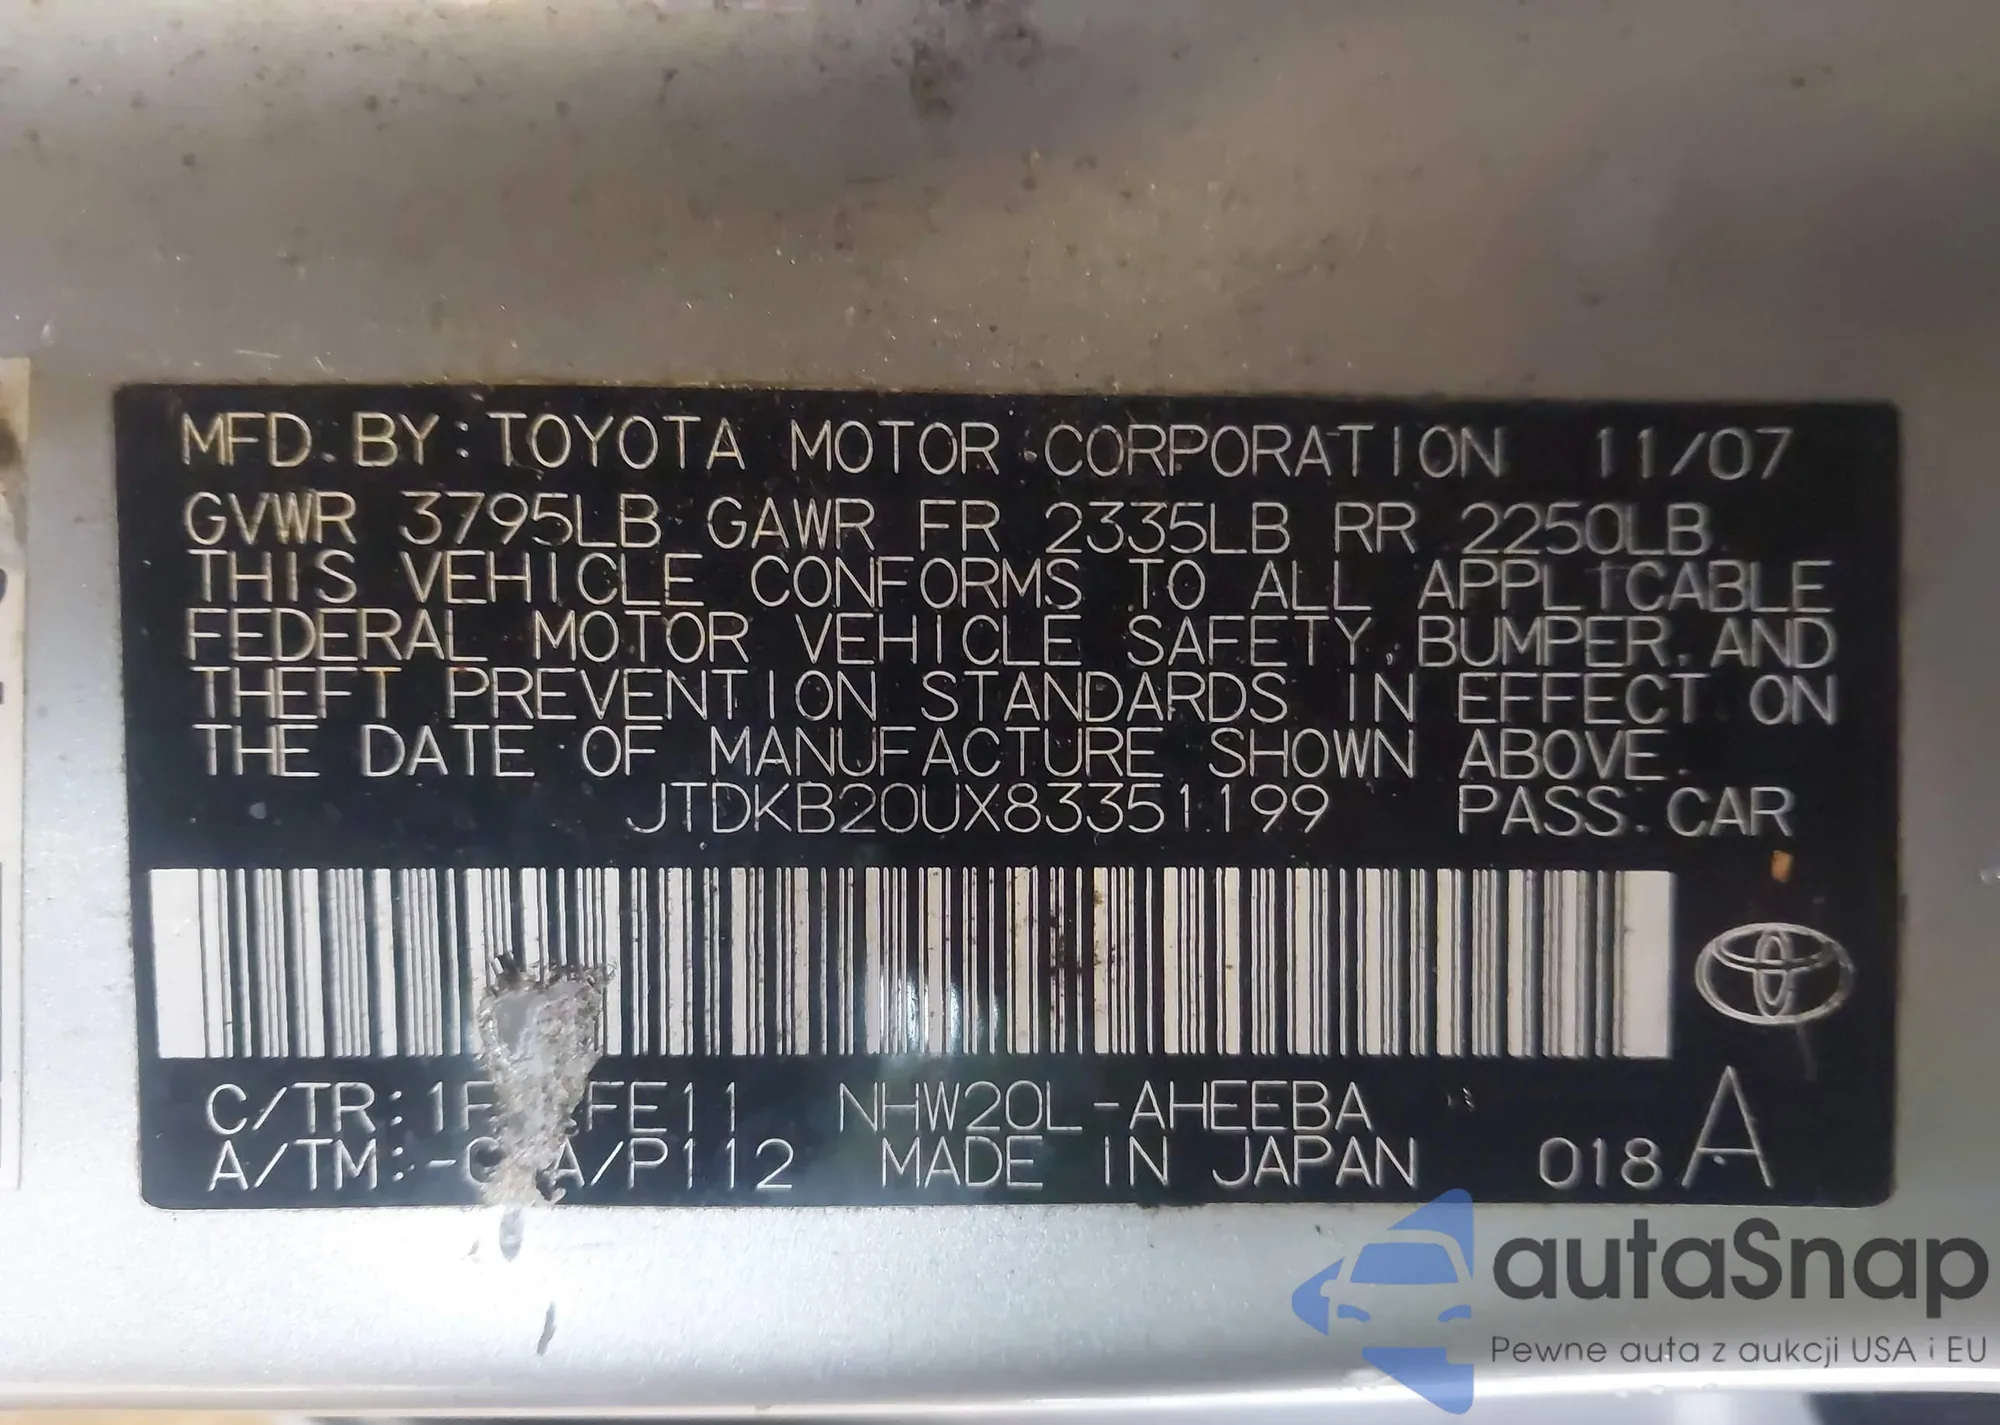 MFD. BY: TOYOTA MOTOR CORPORATION 11/07
GVWR 3795LB GAWR FR 2335LB RR 2250LB
THIS VEHICLE CONFORMS TO ALL APPLICABLE
FEDERAL MOTOR VEHICLE SAFETY, BUMPER, AND
THEFT PREVENTION STANDARDS IN EFFECT ON
THE DATE OF MANUFACTURE SHOWN ABOVE.
JTDKB20UX83351199 PASS. CAR
C/TR: FE11 NHW20L-AHEEBA
A/TM: A/P112 MADE IN JAPAN 018 A
autaSnap
Pewne auta z aukcji USA i EU